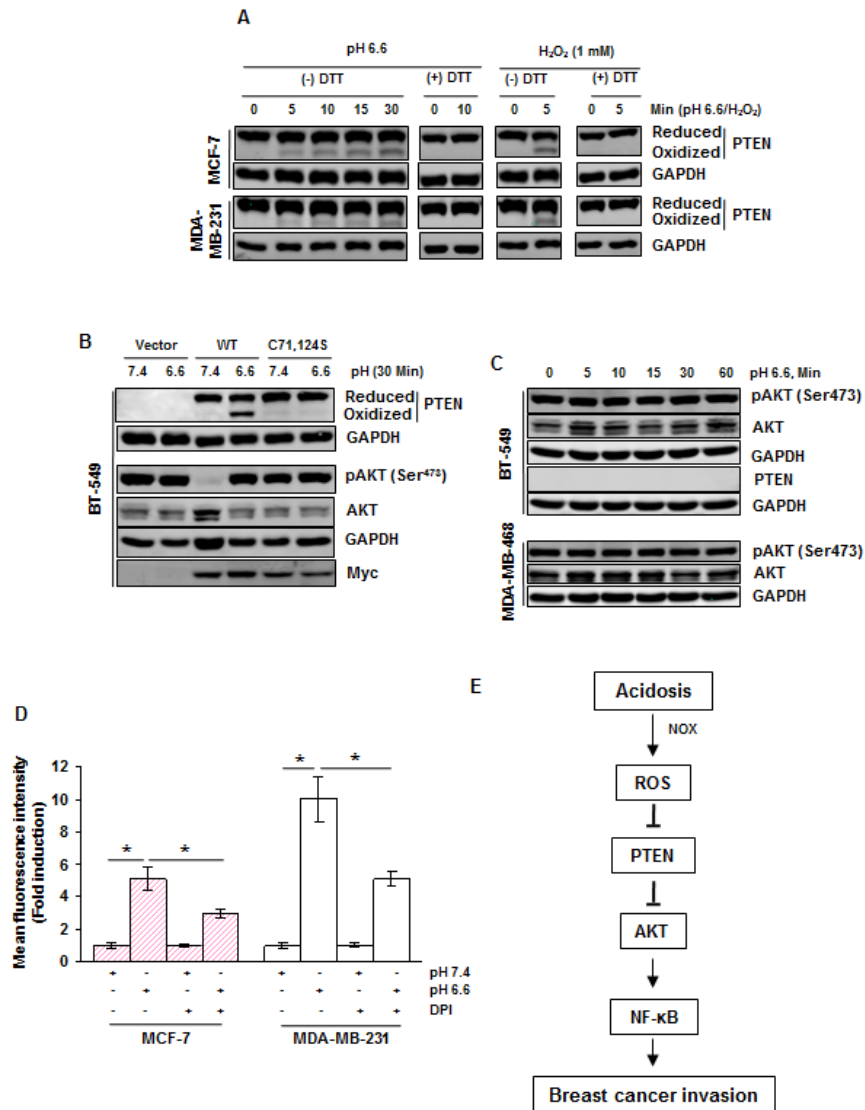 A
pH 6.6
H₂O₂ (1 mM)
(-) DTT
(+) DTT
(-) DTT
(+) DTT
0 5 10 15 30 0 10 0 5 0 5 Min (pH 6.6/H₂O₂)
MCF-7
Reduced
Oxidized
PTEN
GAPDH
MDA-
MB-231
Reduced
Oxidized
PTEN
GAPDH
B
Vector WT C71,124S
7.4 6.6 7.4 6.6 7.4 6.6 pH (30 Min)
BT-549
Reduced
Oxidized
PTEN
GAPDH
pAKT (Ser⁴⁷³)
AKT
GAPDH
Myc
C
0 5 10 15 30 60 pH 6.6, Min
BT-549
pAKT (Ser473)
AKT
GAPDH
PTEN
GAPDH
MDA-MB-468
pAKT (Ser473)
AKT
GAPDH
D
Mean fluorescence intensity
(Fold induction)
12
10
8
6
4
2
0
* * * *
+ - + - + - + - pH 7.4
- + - + - + - + pH 6.6
- - + + - - + + DPI
MCF-7 MDA-MB-231
E
Acidosis
NOX
ROS
PTEN
AKT
NF-κB
Breast cancer invasion